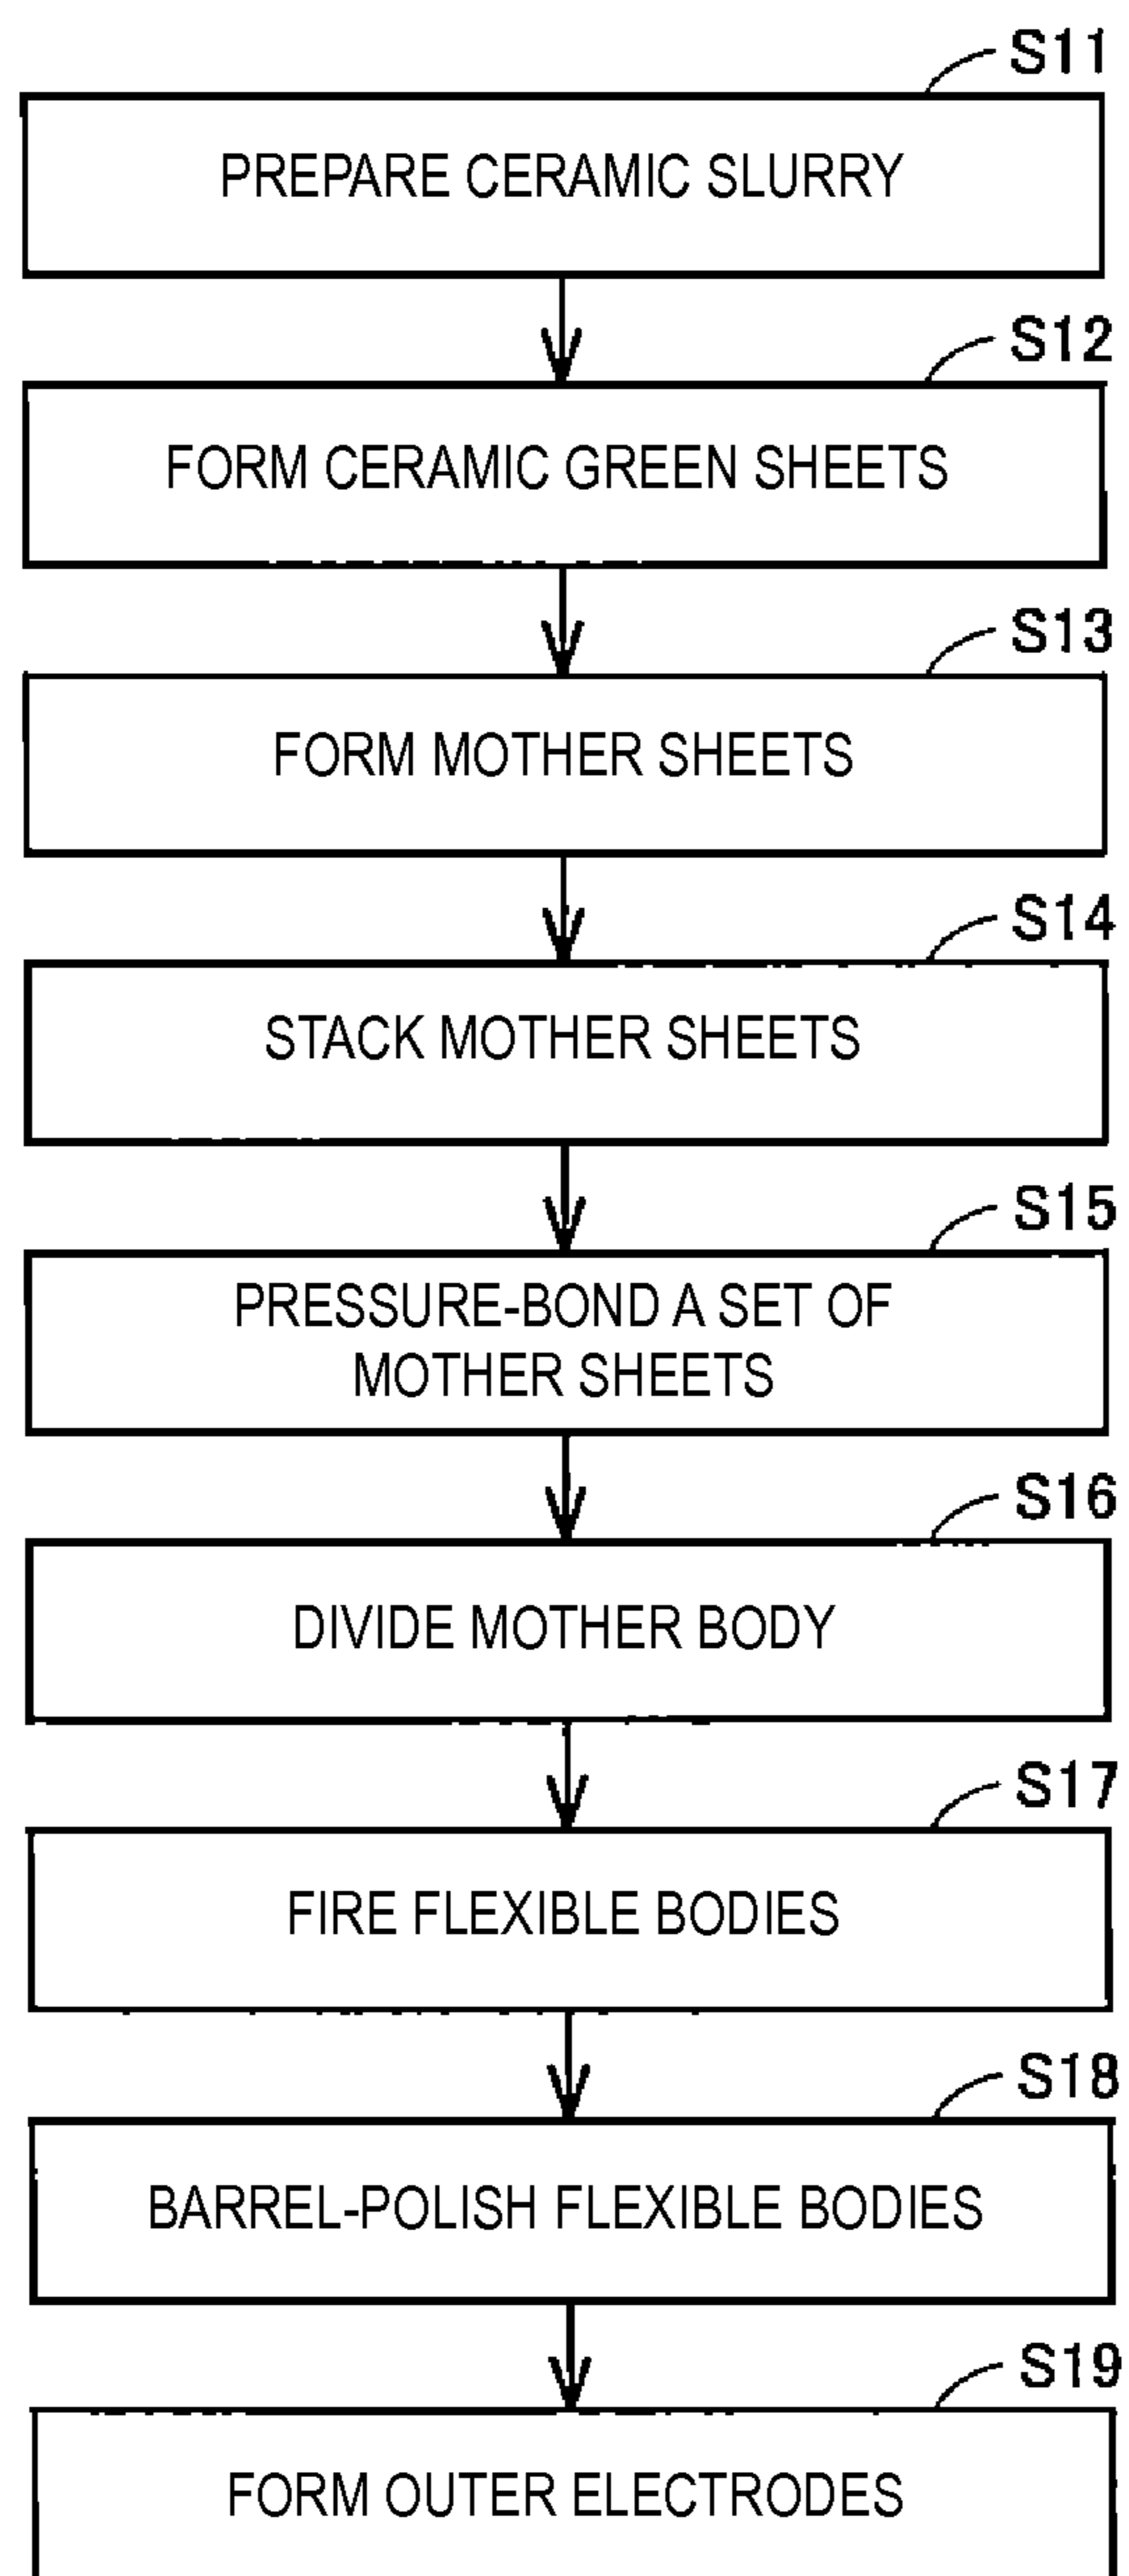 S11
PREPARE CERAMIC SLURRY
S12
FORM CERAMIC GREEN SHEETS
S13
FORM MOTHER SHEETS
S14
STACK MOTHER SHEETS
S15
PRESSURE-BOND A SET OF
MOTHER SHEETS
S16
DIVIDE MOTHER BODY
S17
FIRE FLEXIBLE BODIES
S18
BARREL-POLISH FLEXIBLE BODIES
S19
FORM OUTER ELECTRODES